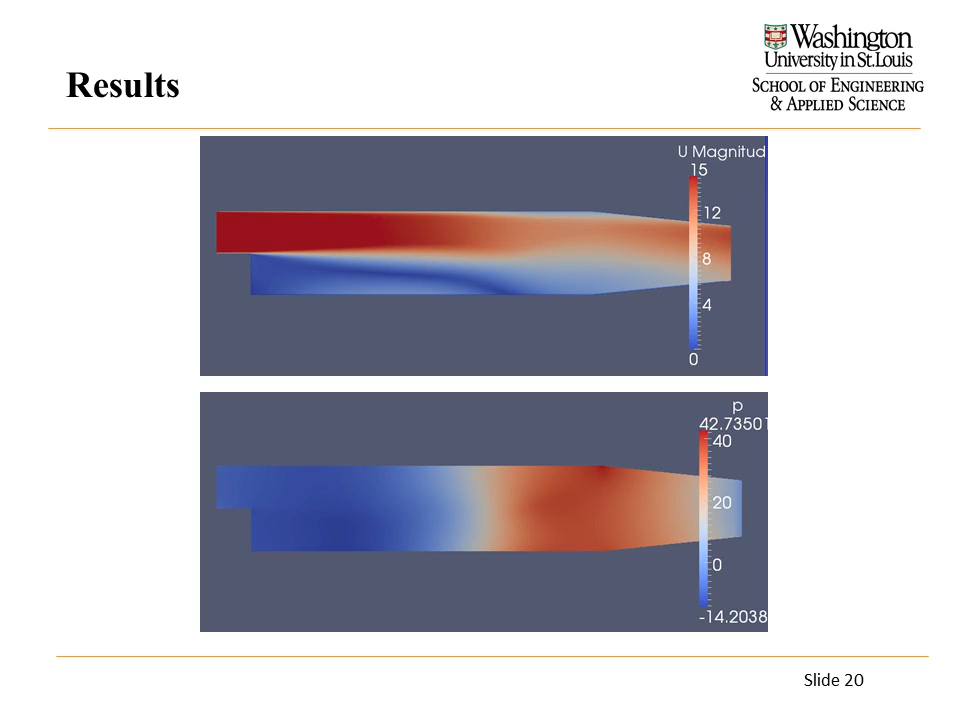 Washington
University in St. Louis
SCHOOL OF ENGINEERING
& APPLIED SCIENCE
Results
U Magnitud
15
12
8
4
0
p
42.73501
40
20
0
-14.2038
Slide 20